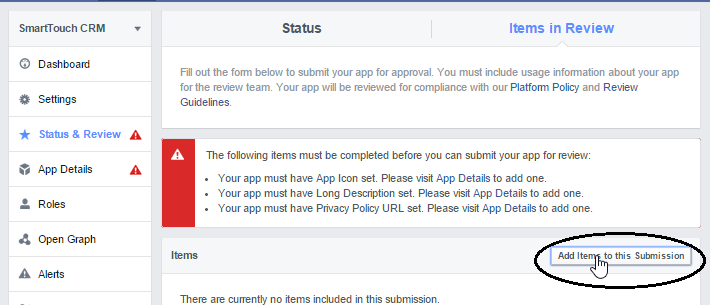 SmartTouch CRM
Dashboard
Settings
Status & Review
App Details
Roles
Open Graph
Alerts
Status
Items in Review
Fill out the form below to submit your app for approval. You must include usage information about your app
for the review team. Your app will be reviewed for compliance with our Platform Policy and Review
Guidelines.
The following items must be completed before you can submit your app for review:
• Your app must have App Icon set. Please visit App Details to add one.
• Your app must have Long Description set. Please visit App Details to add one.
• Your app must have Privacy Policy URL set. Please visit App Details to add one.
Items
Add Items to this Submission
There are currently no items included in this submission.